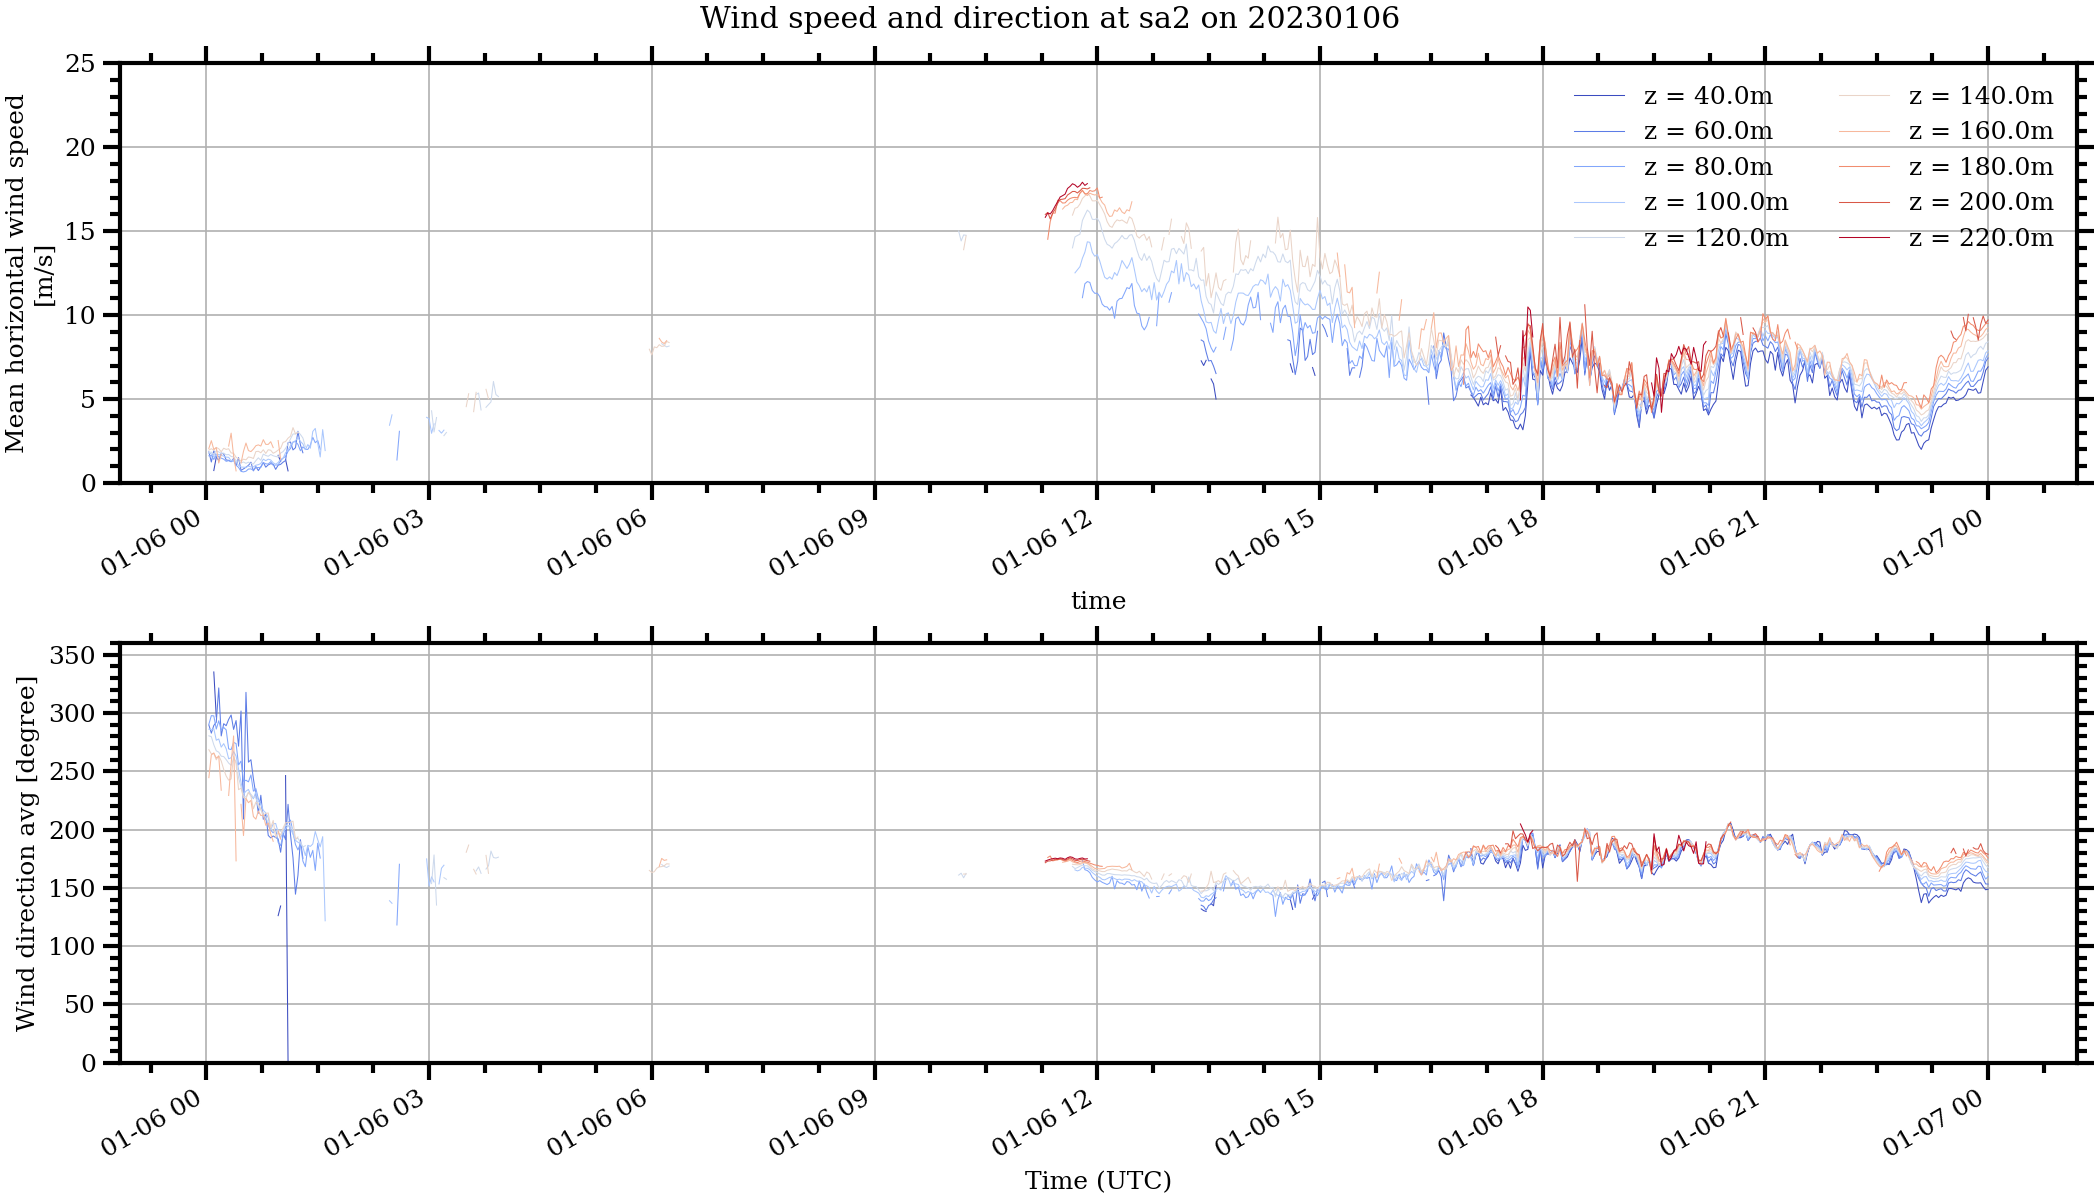 Wind speed and direction at sa2 on 20230106
Mean horizontal wind speed
[m/s]
25
20
15
10
5
0
z = 40.0m
z = 60.0m
z = 80.0m
z = 100.0m
z = 120.0m
z = 140.0m
z = 160.0m
z = 180.0m
z = 200.0m
z = 220.0m
01-06 00
01-06 03
01-06 06
01-06 09
01-06 12
01-06 15
01-06 18
01-06 21
01-07 00
time
Wind direction avg [degree]
350
300
250
200
150
100
50
0
01-06 00
01-06 03
01-06 06
01-06 09
01-06 12
01-06 15
01-06 18
01-06 21
01-07 00
Time (UTC)